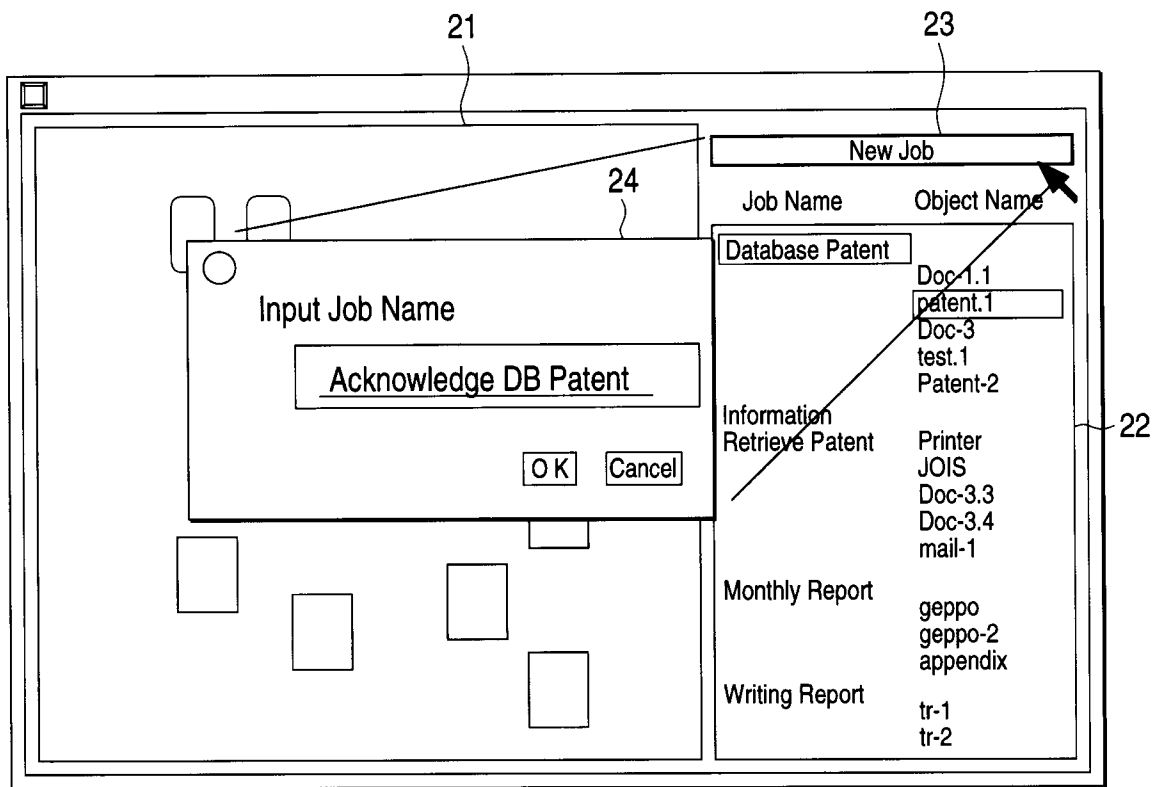 21
23
New Job
24
Job Name Object Name
Database Patent
Doc-1.1
Input Job Name
patent.1
Doc-3
test.1
Acknowledge DB Patent
Patent-2
Information
Retrieve Patent Printer
22
O K Cancel
JOIS
Doc-3.3
Doc-3.4
mail-1
Monthly Report
geppo
geppo-2
appendix
Writing Report
tr-1
tr-2